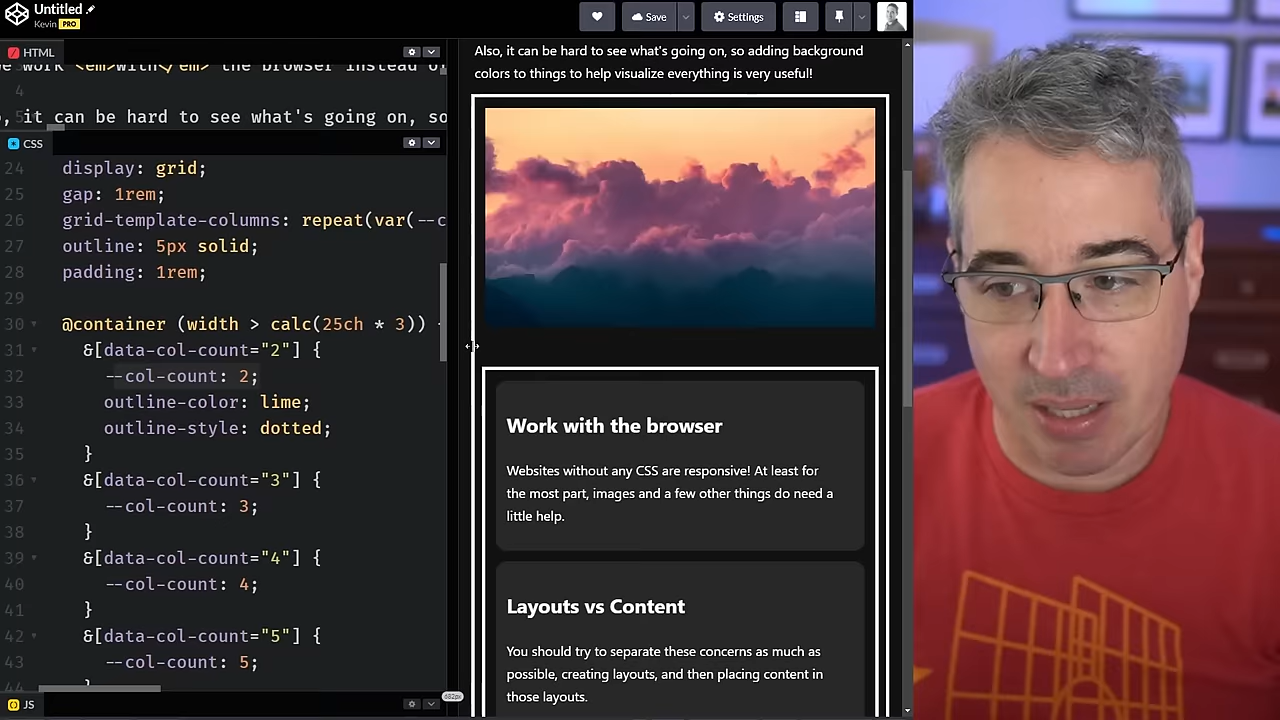 Untitled
Kevin PRO
Save
Settings
HTML
<em>with</em> the browser instead
4
, it can be hard to see what's going on, so
CSS
24 display: grid;
25 gap: 1rem;
26 grid-template-columns: repeat(var(--c
27 outline: 5px solid;
28 padding: 1rem;
29
30 @container (width > calc(25ch * 3))
31 &[data-col-count="2"] {
32 --col-count: 2;
33 outline-color: lime;
34 outline-style: dotted;
35 }
36 &[data-col-count="3"] {
37 --col-count: 3;
38 }
39 &[data-col-count="4"] {
40 --col-count: 4;
41 }
42 &[data-col-count="5"] {
43 --col-count: 5;
JS
682px
Also, it can be hard to see what's going on, so adding background
colors to things to help visualize everything is very useful!
Work with the browser
Websites without any CSS are responsive! At least for
the most part, images and a few other things do need a
little help.
Layouts vs Content
You should try to separate these concerns as much as
possible, creating layouts, and then placing content in
those layouts.